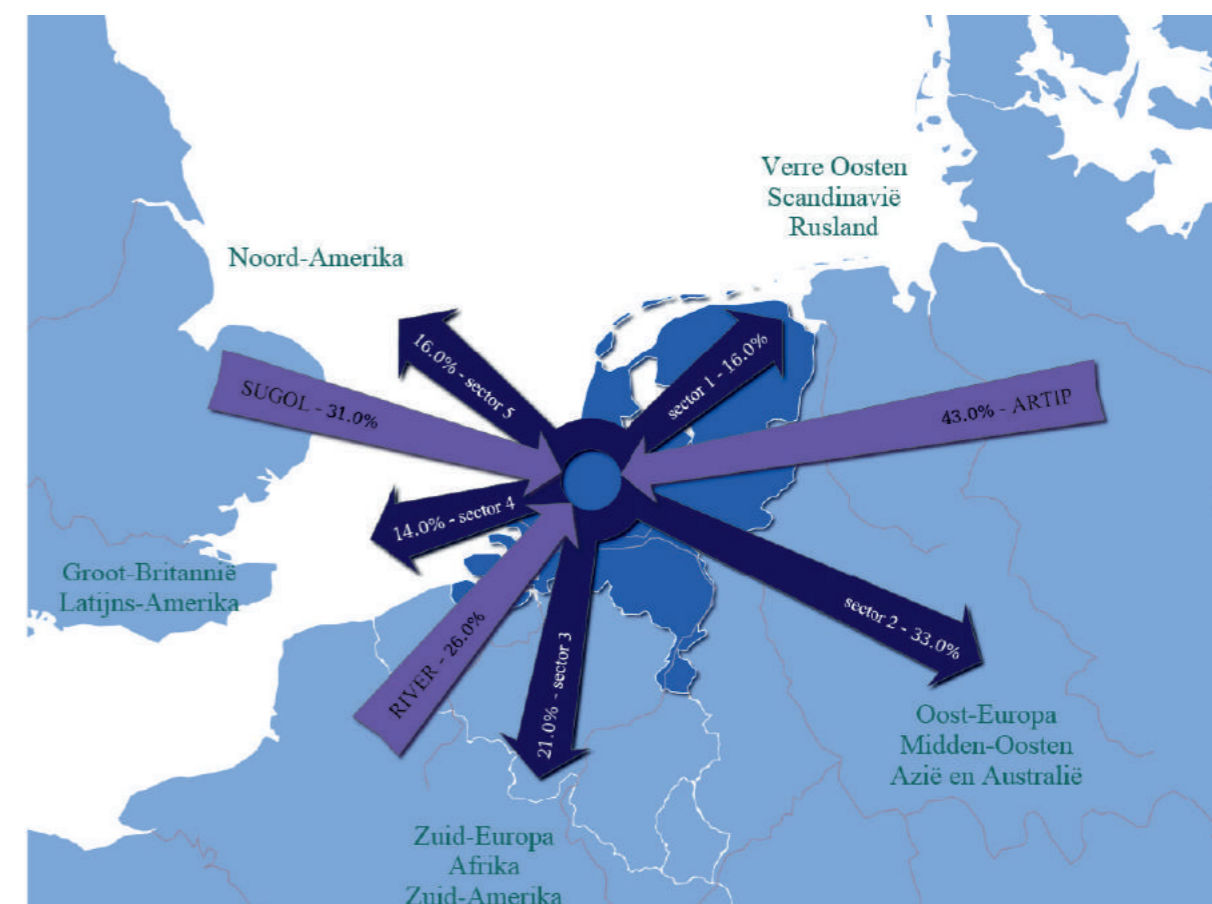 Verre Oosten
Scandinavië
Rusland
Noord-Amerika
16.0% - sector 5
sector 1 - 16.0%
SUGOL - 31.0%
43.0% - ARTIP
14.0% - sector 4
Groot-Britannië
Latijns-Amerika
RIVER - 26.0%
21.0% - sector 3
sector 2 - 33.0%
Oost-Europa
Midden-Oosten
Azië en Australië
Zuid-Europa
Afrika
Zuid-Amerika